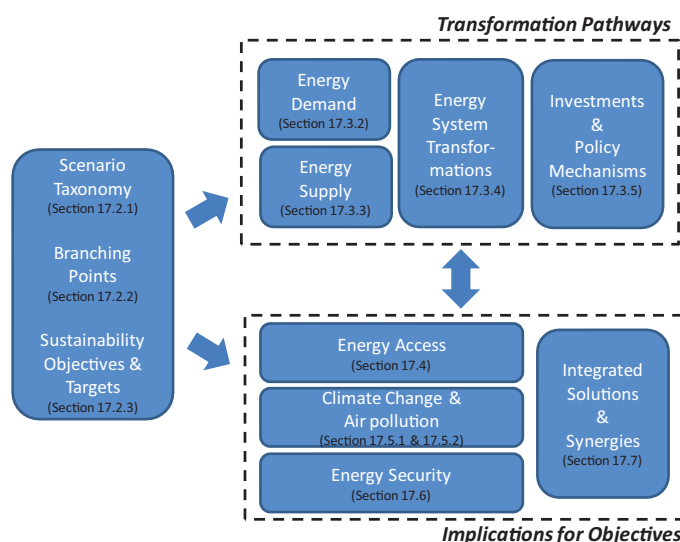 Transformation Pathways
Energy
Demand
(Section 17.3.2)
Energy
Supply
(Section 17.3.3)
Energy
System
Transfor-
mations
(Section 17.3.4)
Investments
&
Policy
Mechanisms
(Section 17.3.5)
Scenario
Taxonomy
(Section 17.2.1)
Branching
Points
(Section 17.2.2)
Sustainability
Objectives &
Targets
(Section 17.2.3)
Energy Access
(Section 17.4)
Climate Change &
Air pollution
(Section 17.5.1 & 17.5.2)
Energy Security
(Section 17.6)
Integrated
Solutions
&
Synergies
(Section 17.7)
Implications for Objectives